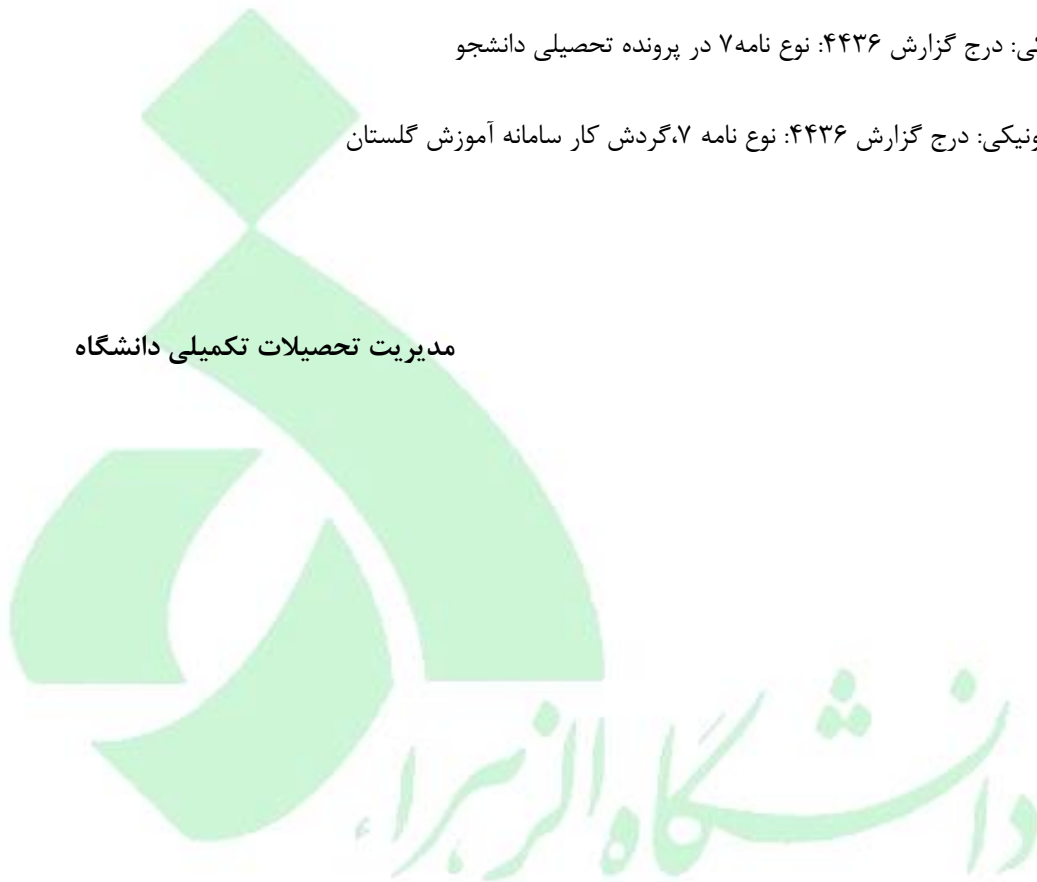 درج گزارش ۴۴۳۶: نوع نامه۷ در پرونده تحصیلی دانشجو
درج گزارش ۴۴۳۶: نوع نامه ۷،گردش کار سامانه آموزش گلستان
مدیریت تحصیلات تکمیلی دانشگاه
دانشگاه الزهراء